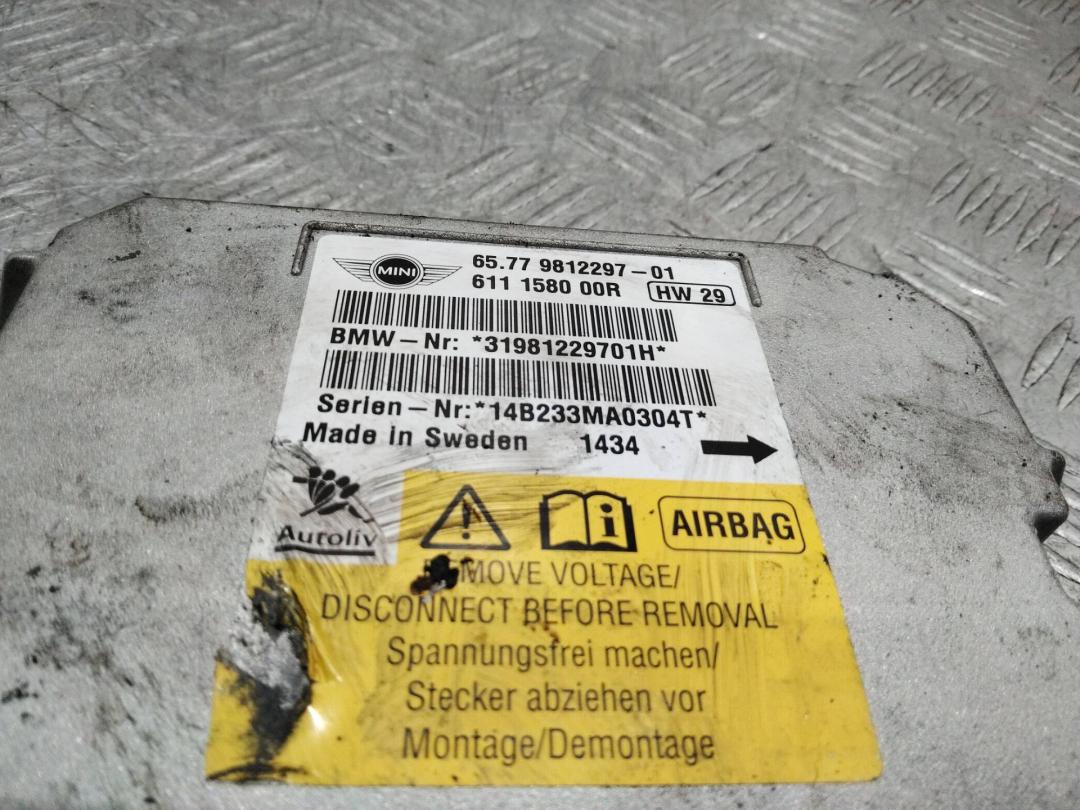 MINI
65.77 9812297-01
611 1580 00R HW 29
BMW-Nr: *31981229701H*
Serien-Nr:*14B233MA0304T*
Made in Sweden 1434
Autoliv
AIRBAG
VOLTAGE/
DISCONNECT BEFORE REMOVAL
Spannungsfrei machen/
Stecker abziehen vor
Montage/Demontage